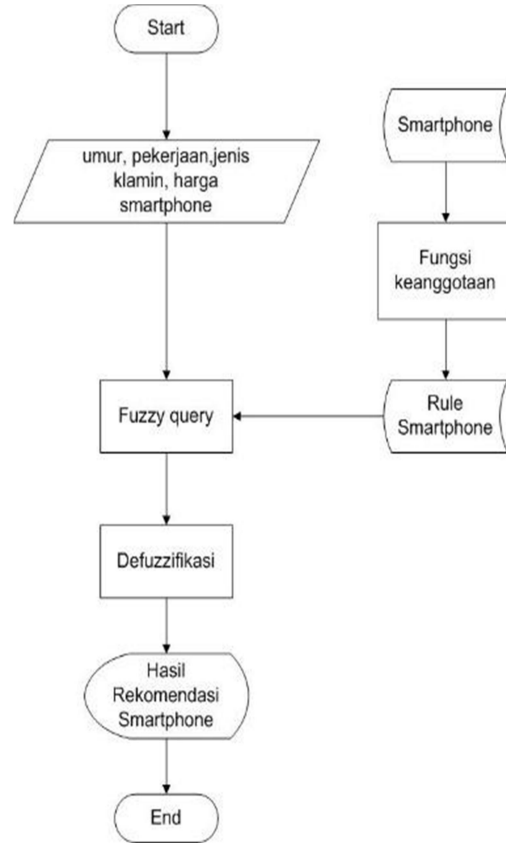 Start
umur, pekerjaan,jenis
klamin, harga
smartphone
Smartphone
Fungsi
keanggotaan
Rule
Smartphone
Fuzzy query
Defuzzifikasi
Hasil
Rekomendasi
Smartphone
End